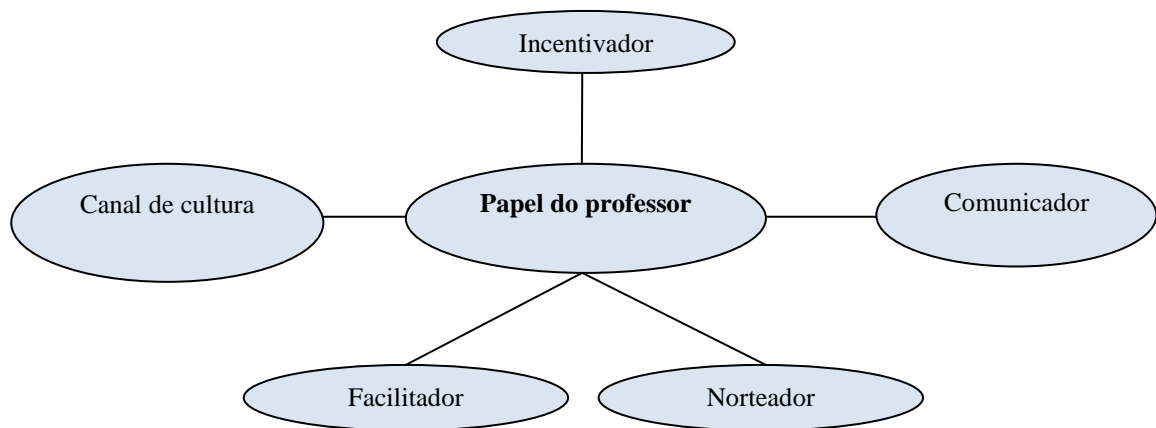 Incentivador
Canal de cultura
Papel do professor
Comunicador
Facilitador
Norteador